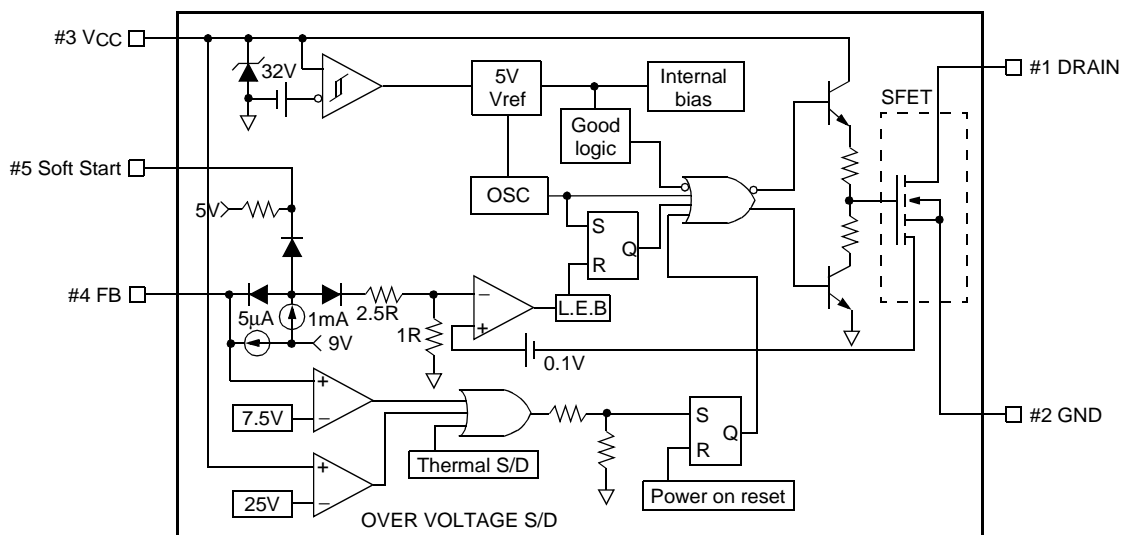 #3 VCC
32V
5V
Vref
Internal
bias
Good
logic
OSC
#1 DRAIN
SFET
#5 Soft Start
5V
S
R
Q
#4 FB
5μA
1mA
9V
2.5R
1R
−
+
L.E.B
0.1V
+
−
7.5V
Thermal S/D
S
R
Q
#2 GND
+
−
25V
Power on reset
OVER VOLTAGE S/D